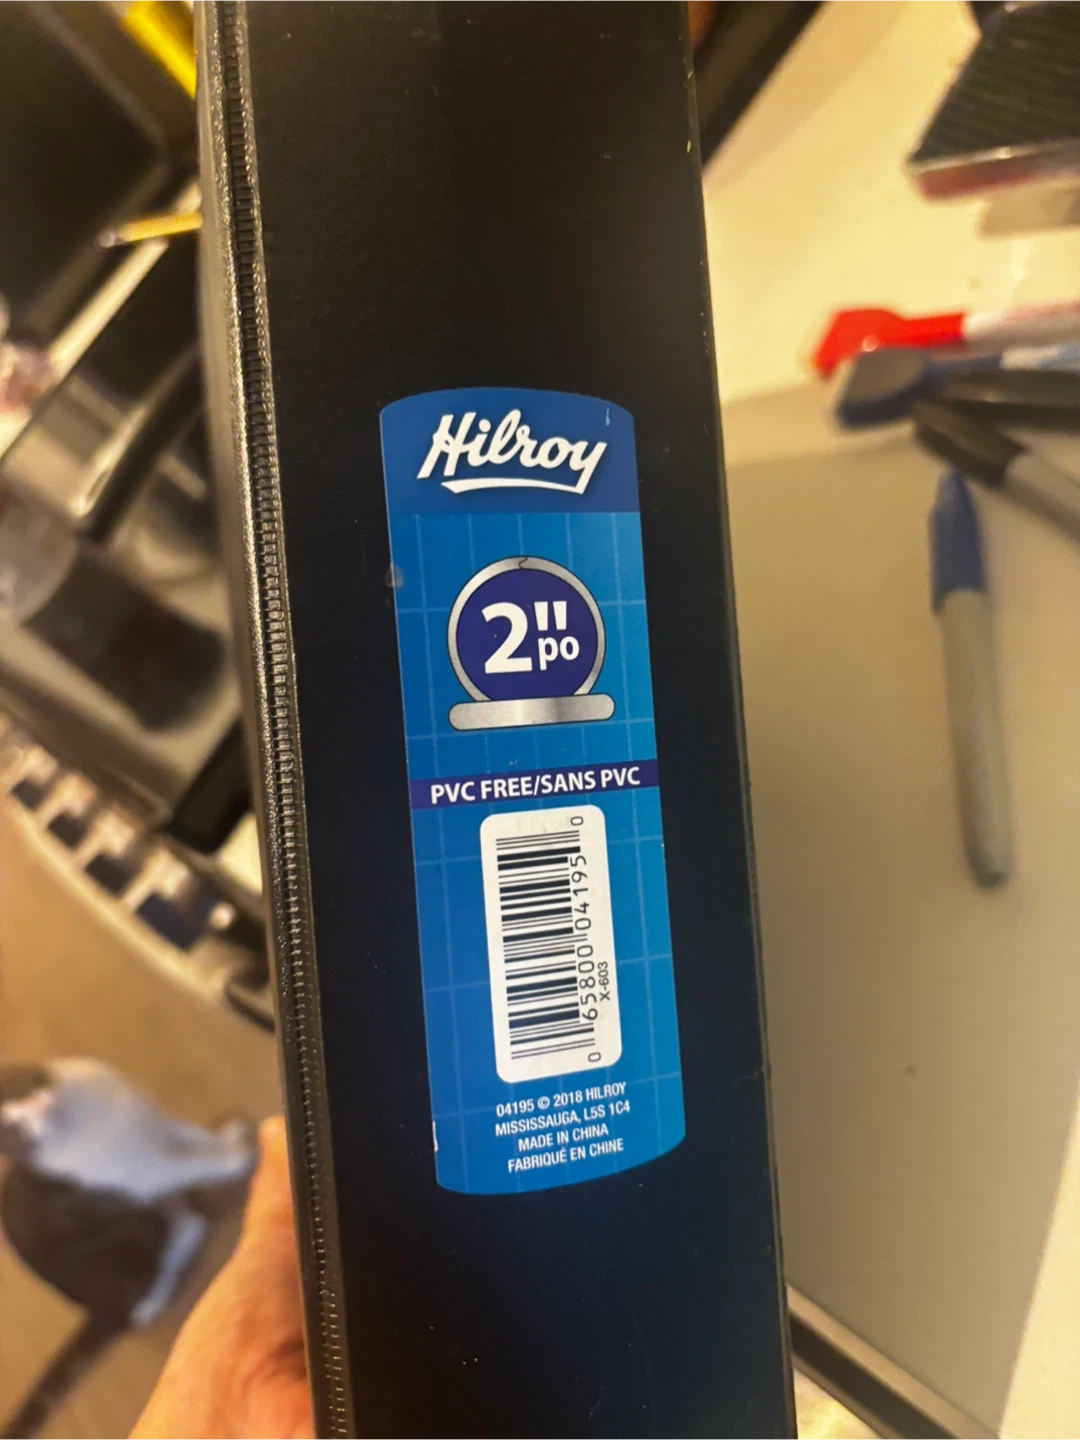 Hilroy
2" po
PVC FREE/SANS PVC
0 65800 04195 0
X-603
04195 © 2018 HILROY
MISSISSAUGA, L5S 1C4
MADE IN CHINA
FABRIQUÉ EN CHINE